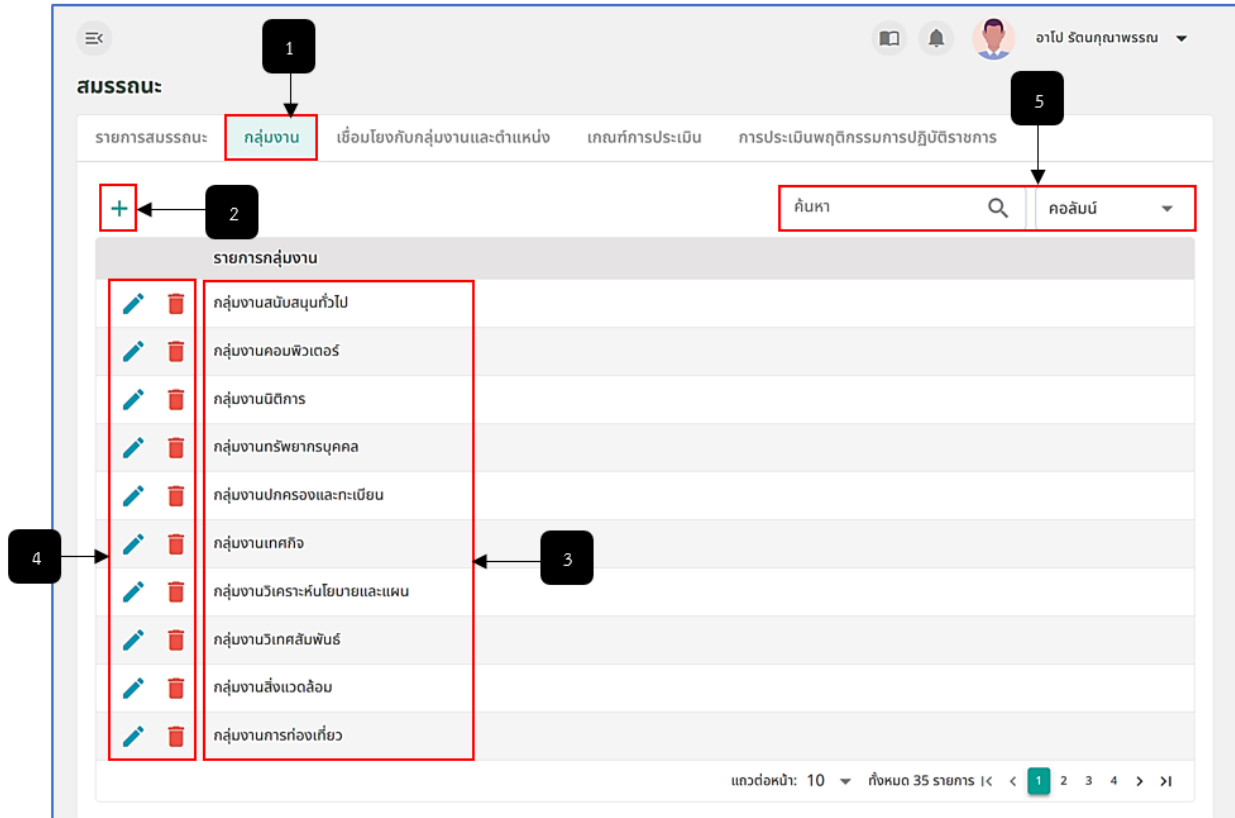 1
อาโป รัตนกุณาพรรณ
สมรรถนะ
5
รายการสมรรถนะ กลุ่มงาน เชื่อมโยงกับกลุ่มงานและตำแหน่ง เกณฑ์การประเมิน การประเมินพฤติกรรมการปฏิบัติราชการ
+ 2 ค้นหา คอลัมน์
รายการกลุ่มงาน
กลุ่มงานสนับสนุนทั่วไป
กลุ่มงานคอมพิวเตอร์
กลุ่มงานนิติการ
กลุ่มงานทรัพยากรบุคคล
กลุ่มงานปกครองและทะเบียน
กลุ่มงานเทศกิจ
4 3
กลุ่มงานวิเคราะห์นโยบายและแผน
กลุ่มงานวิเทศสัมพันธ์
กลุ่มงานสิ่งแวดล้อม
กลุ่มงานการท่องเที่ยว
แถวต่อหน้า: 10 ทั้งหมด 35 รายการ |< < 1 2 3 4 > >|